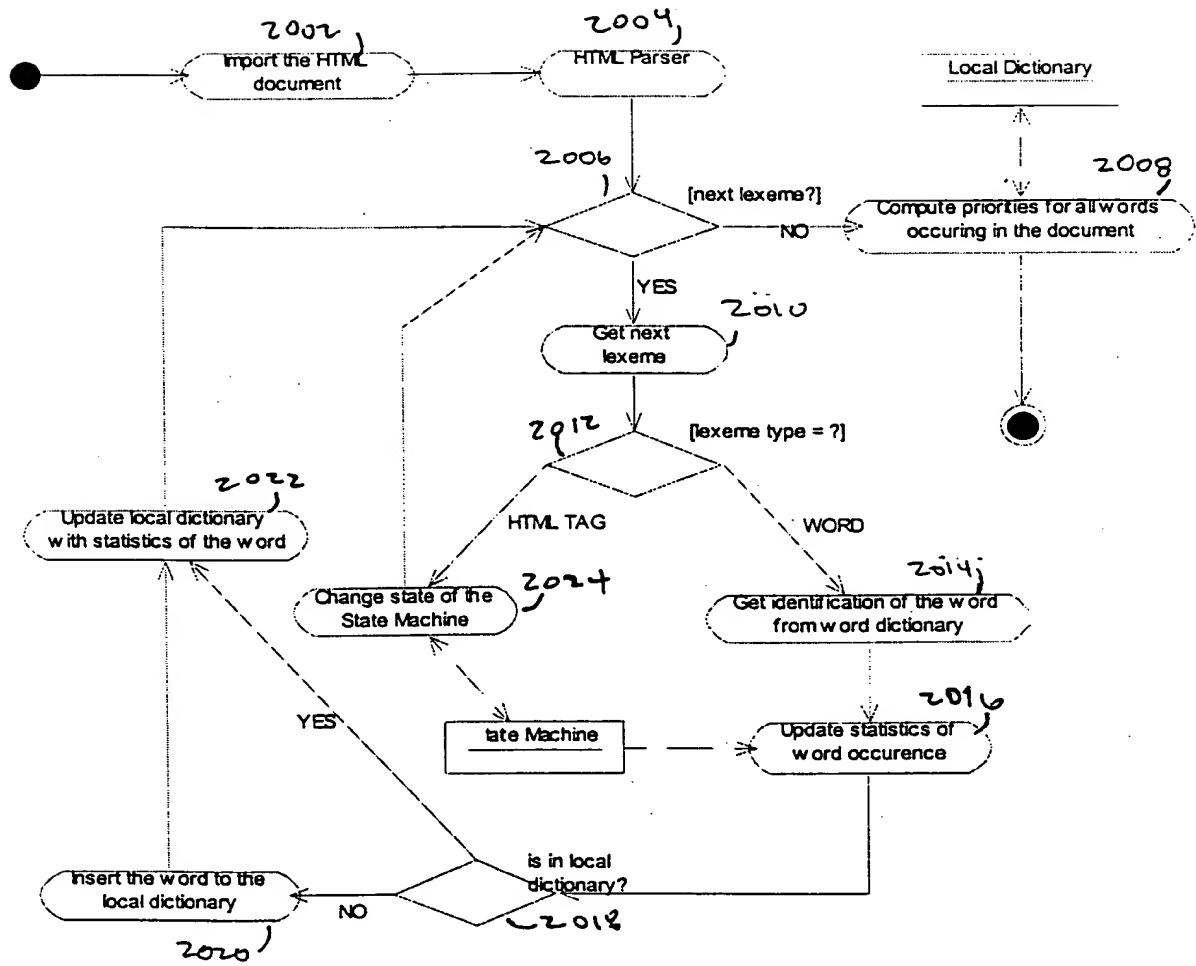 2002
2004
Import the HTML
document
HTML Parser
Local Dictionary
2006
2008
[next lexeme?]
Compute priorities for all words
occuring in the document
NO
YES
2010
Get next
lexeme
2012
[lexeme type = ?]
2022
HTML TAG
WORD
Update local dictionary
with statistics of the word
2014
2024
Change state of the
State Machine
Get identification of the word
from word dictionary
2016
YES
tate Machine
Update statistics of
word occurence
is in local
dictionary?
Insert the word to the
local dictionary
NO
2018
2020